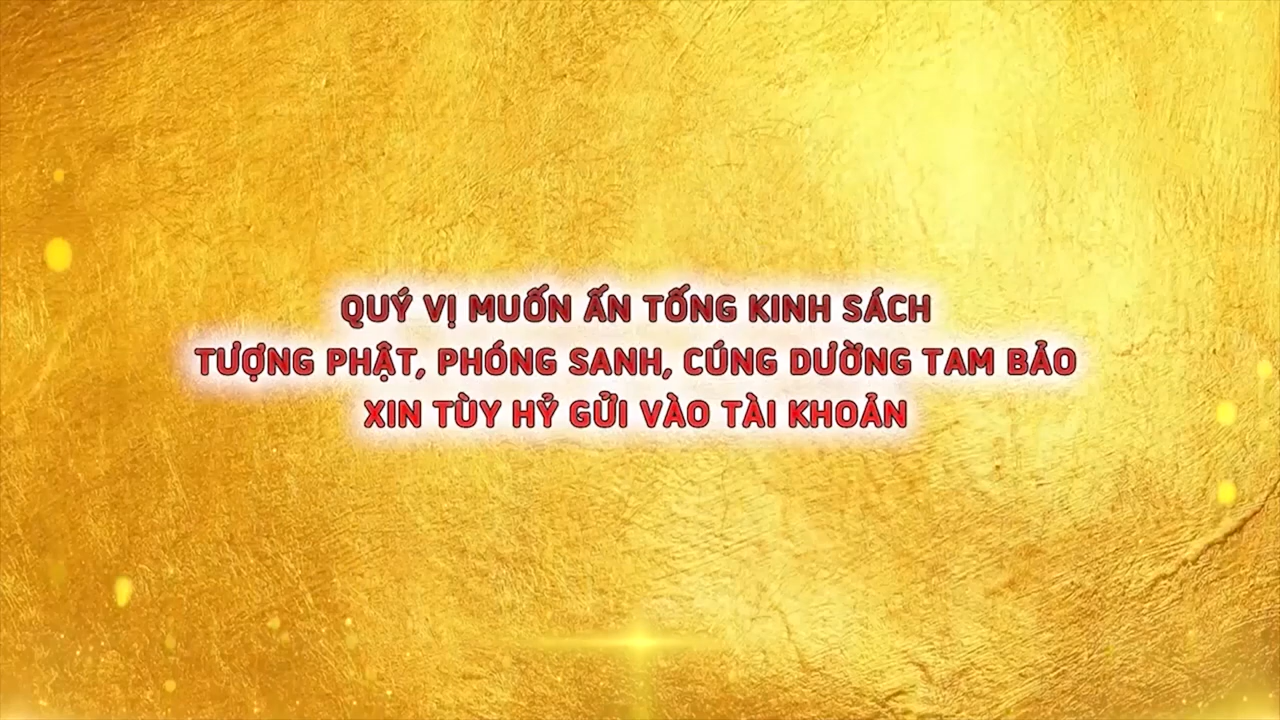 QUÝ VỊ MUỐN ẤN TỐNG KINH SÁCH
TƯỢNG PHẬT, PHÓNG SANH, CÚNG DƯỜNG TAM BẢO
XIN TÙY HỶ GỬI VÀO TÀI KHOẢN